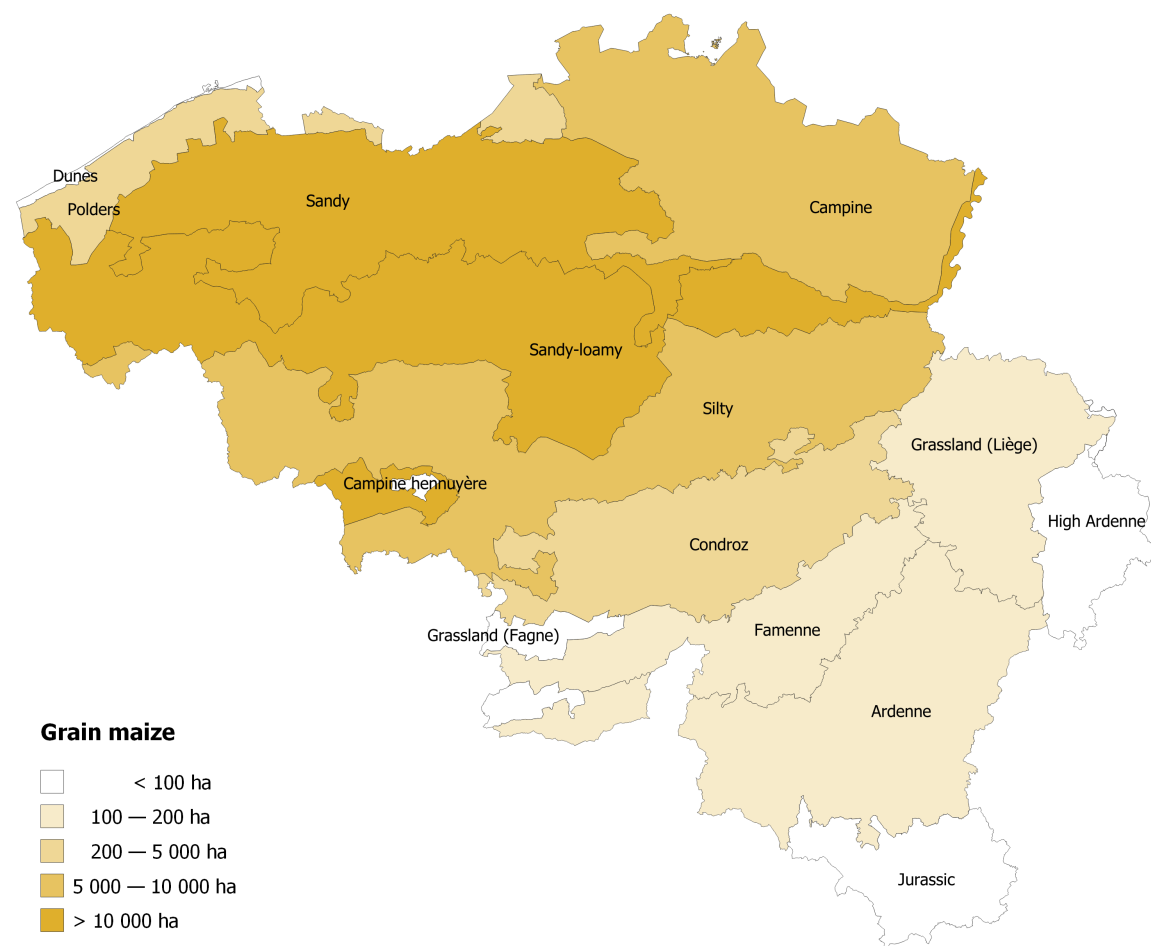 Dunes
Polders
Sandy
Campine
Sandy-loamy
Silty
Grassland (Liège)
Campine hennuyère
High Ardenne
Condroz
Grassland (Fagne)
Famenne
Ardenne
Jurassic
Grain maize
< 100 ha
100 — 200 ha
200 — 5 000 ha
5 000 — 10 000 ha
> 10 000 ha